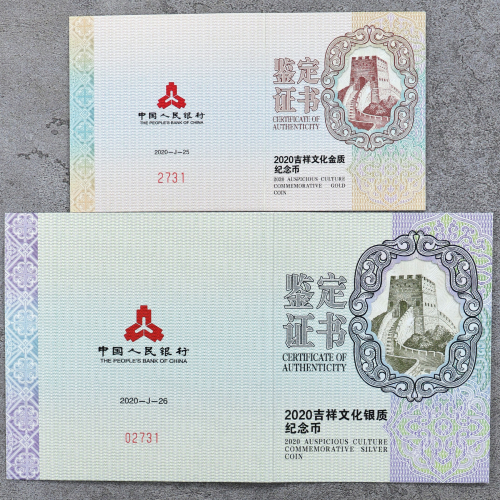 中国人民银行
THE PEOPLE'S BANK OF CHINA
2020-J-25
2731
鉴定
证书
CERTIFICATE OF
AUTHENTICITY
2020吉祥文化金质
纪念币
2020 AUSPICIOUS CULTURE
COMMEMORATIVE GOLD
COIN
中国人民银行
THE PEOPLE'S BANK OF CHINA
2020-J-26
02731
鉴定
证书
CERTIFICATE OF
AUTHENTICITY
2020吉祥文化银质
纪念币
2020 AUSPICIOUS CULTURE
COMMEMORATIVE SILVER
COIN